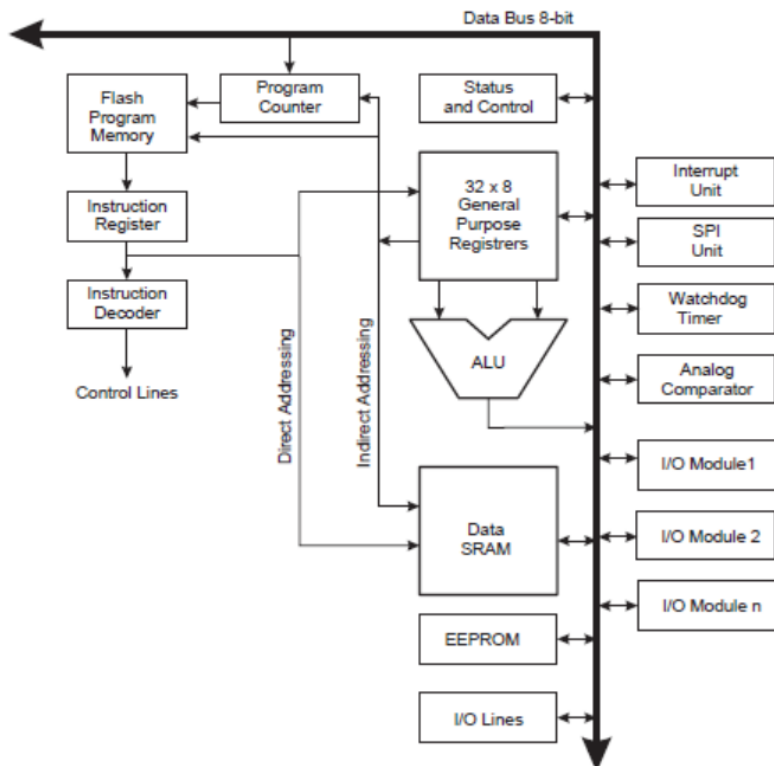 Data Bus 8-bit
Flash
Program
Memory
Program
Counter
Status
and Control
Instruction
Register
32 x 8
General
Purpose
Registrers
Interrupt
Unit
SPI
Unit
Instruction
Decoder
Watchdog
Timer
Control Lines
Direct Addressing
Indirect Addressing
ALU
Analog
Comparator
I/O Module1
Data
SRAM
I/O Module 2
I/O Module n
EEPROM
I/O Lines